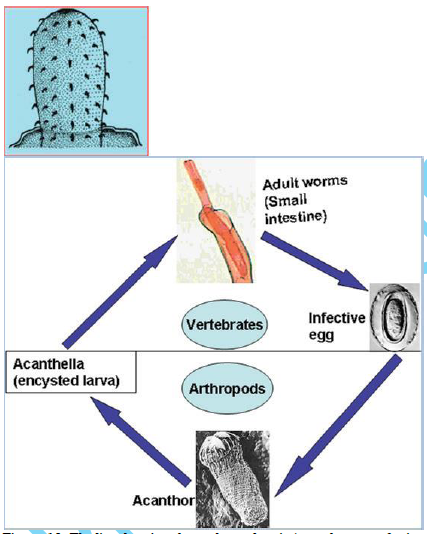 Adult worms
(Small
intestine)
Vertebrates
Infective
egg
Acanthella
(encysted larva)
Arthropods
Acanthor